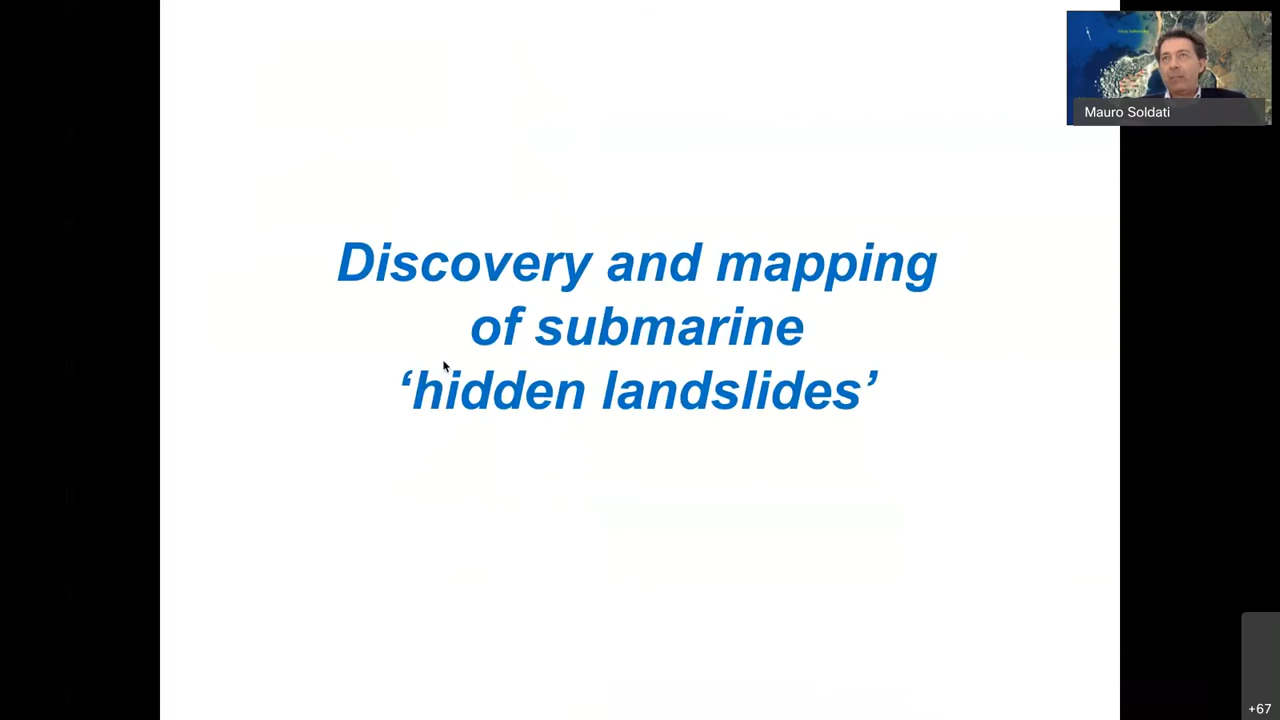 Discovery and mapping
of submarine
‘hidden landslides’
Mauro Soldati
+67